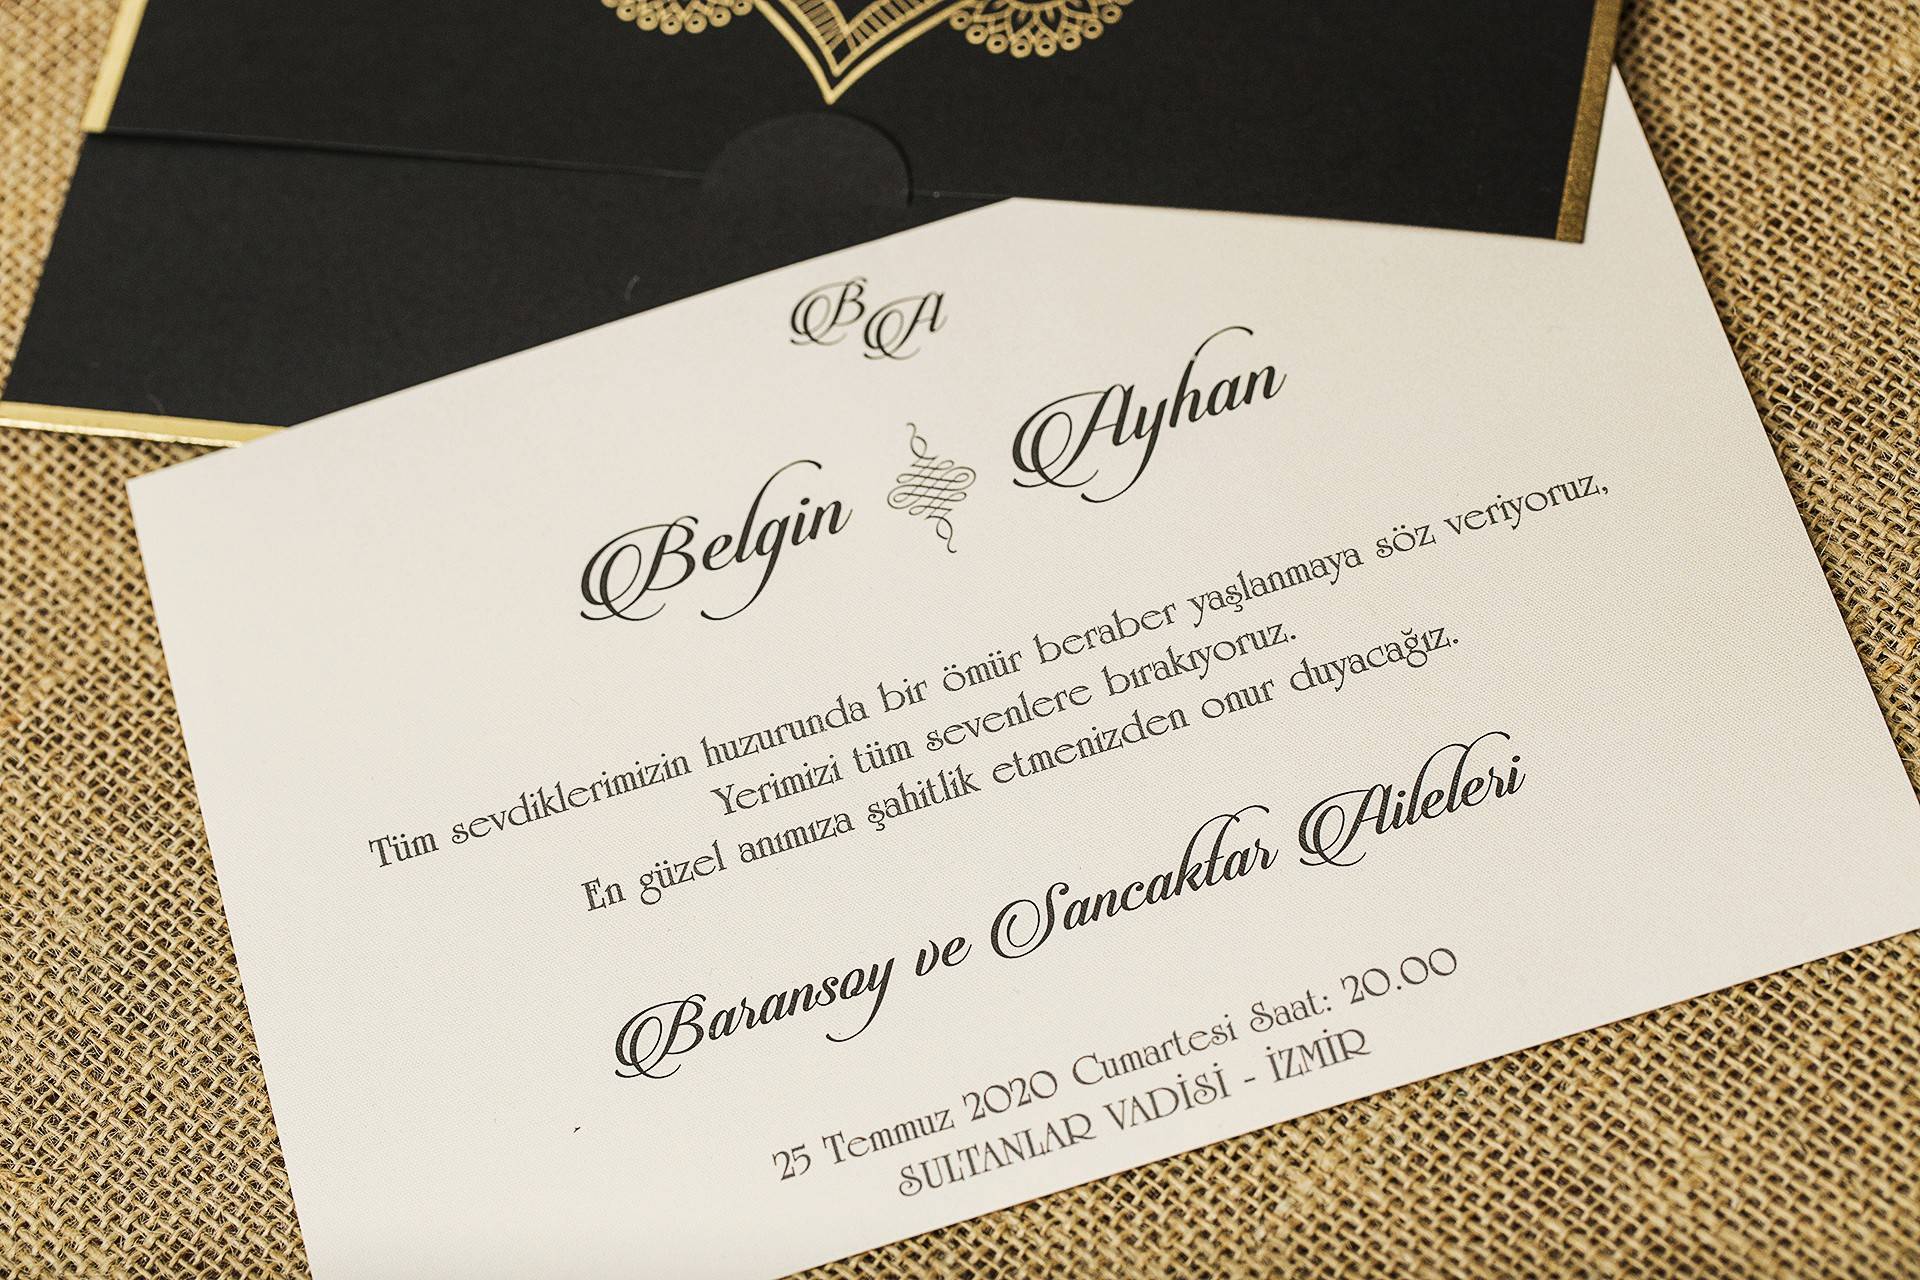 B A
Belgin Ayhan
Tüm sevdiklerimizin huzurunda bir ömür beraber yaşlanmaya söz veriyoruz,
Yerimizi tüm sevenlere bırakıyoruz.
En güzel anımıza şahitlik etmenizden onur duyacağız.
Baransoy ve Sancaktar Aileleri
25 Temmuz 2020 Cumartesi Saat: 20.00
SULTANLAR VADİSİ - İZMİR